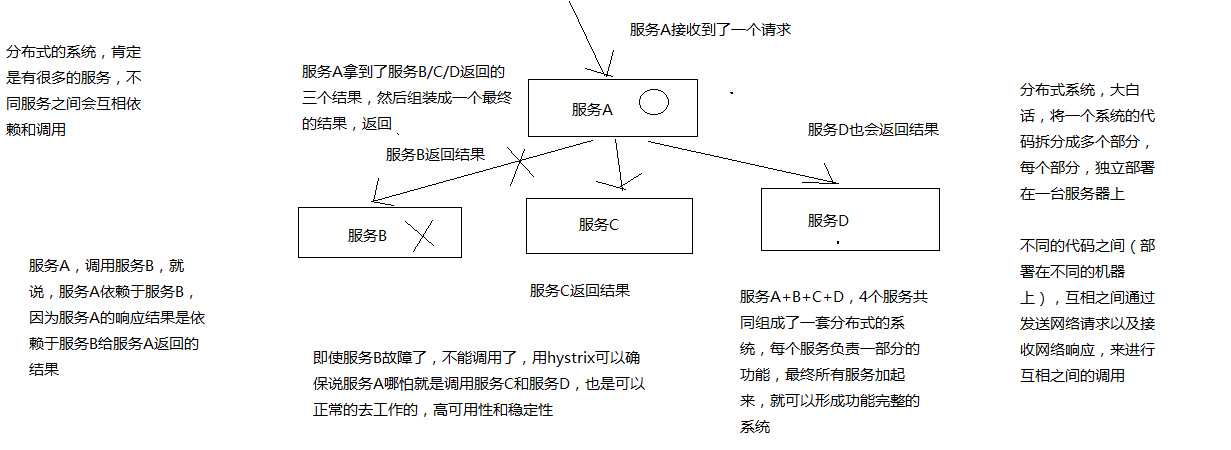 服务A接收到了一个请求
分布式的系统，肯定
是有很多的服务，不
同服务之间会互相依
赖和调用
服务A拿到了服务B/C/D返回的
三个结果，然后组装成一个最终
的结果，返回
服务A
服务B返回结果
服务D也会返回结果
分布式系统，大白
话，将一个系统的代
码拆分成多个部分，
每个部分，独立部署
在一台服务器上
服务B
服务C
服务D
服务A，调用服务B，就
说，服务A依赖于服务B，
因为服务A的响应结果是依
赖于服务B给服务A返回的
结果
服务C返回结果
即使服务B故障了，不能调用了，用hystrix可以确
保说服务A哪怕就是调用服务C和服务D，也是可以
正常的去工作的，高可用性和稳定性
服务A+B+C+D，4个服务共
同组成了一套分布式的系
统，每个服务负责一部分的
功能，最终所有服务加起
来，就可以形成功能完整的
系统
不同的代码之间（部
署在不同的机器
上），互相之间通过
发送网络请求以及接
收网络响应，来进行
互相之间的调用